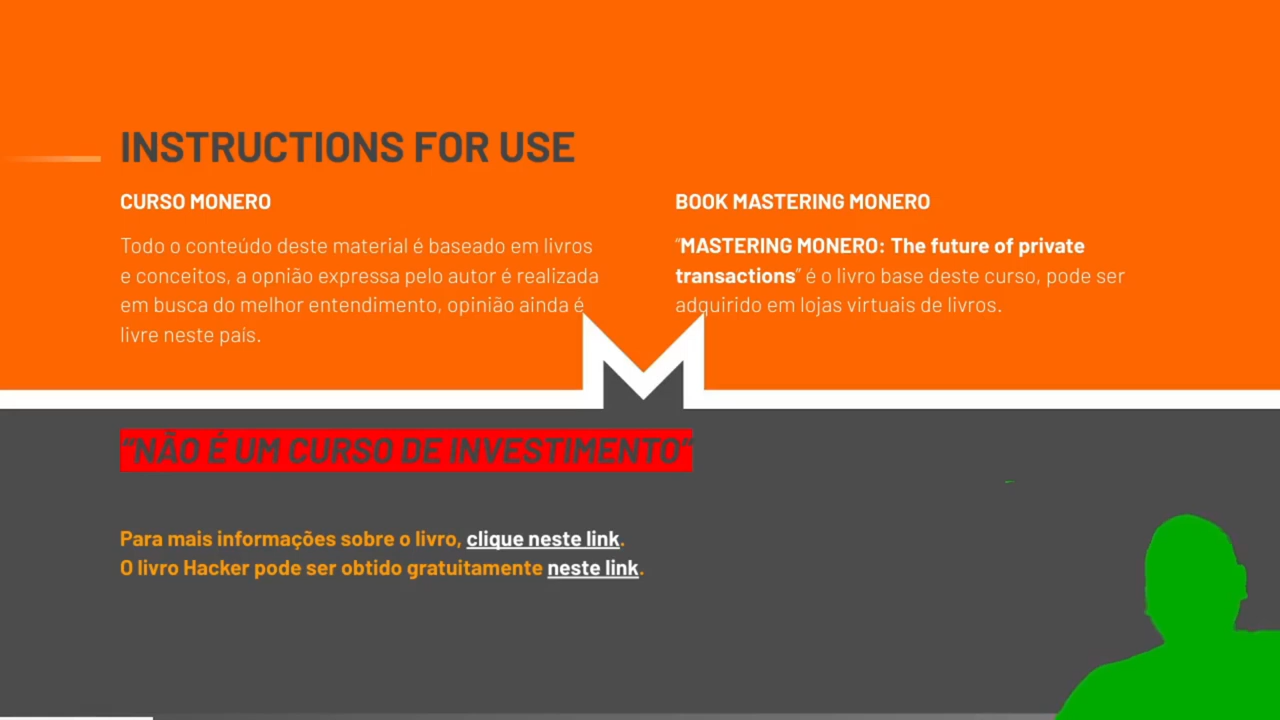 INSTRUCTIONS FOR USE
CURSO MONERO
Todo o conteúdo deste material é baseado em livros
e conceitos, a opnião expressa pelo autor é realizada
em busca do melhor entendimento, opinião ainda é
livre neste país.
BOOK MASTERING MONERO
“MASTERING MONERO: The future of private
transactions” é o livro base deste curso, pode ser
adquirido em lojas virtuais de livros.
“NÃO É UM CURSO DE INVESTIMENTO”
Para mais informações sobre o livro, clique neste link.
O livro Hacker pode ser obtido gratuitamente neste link.